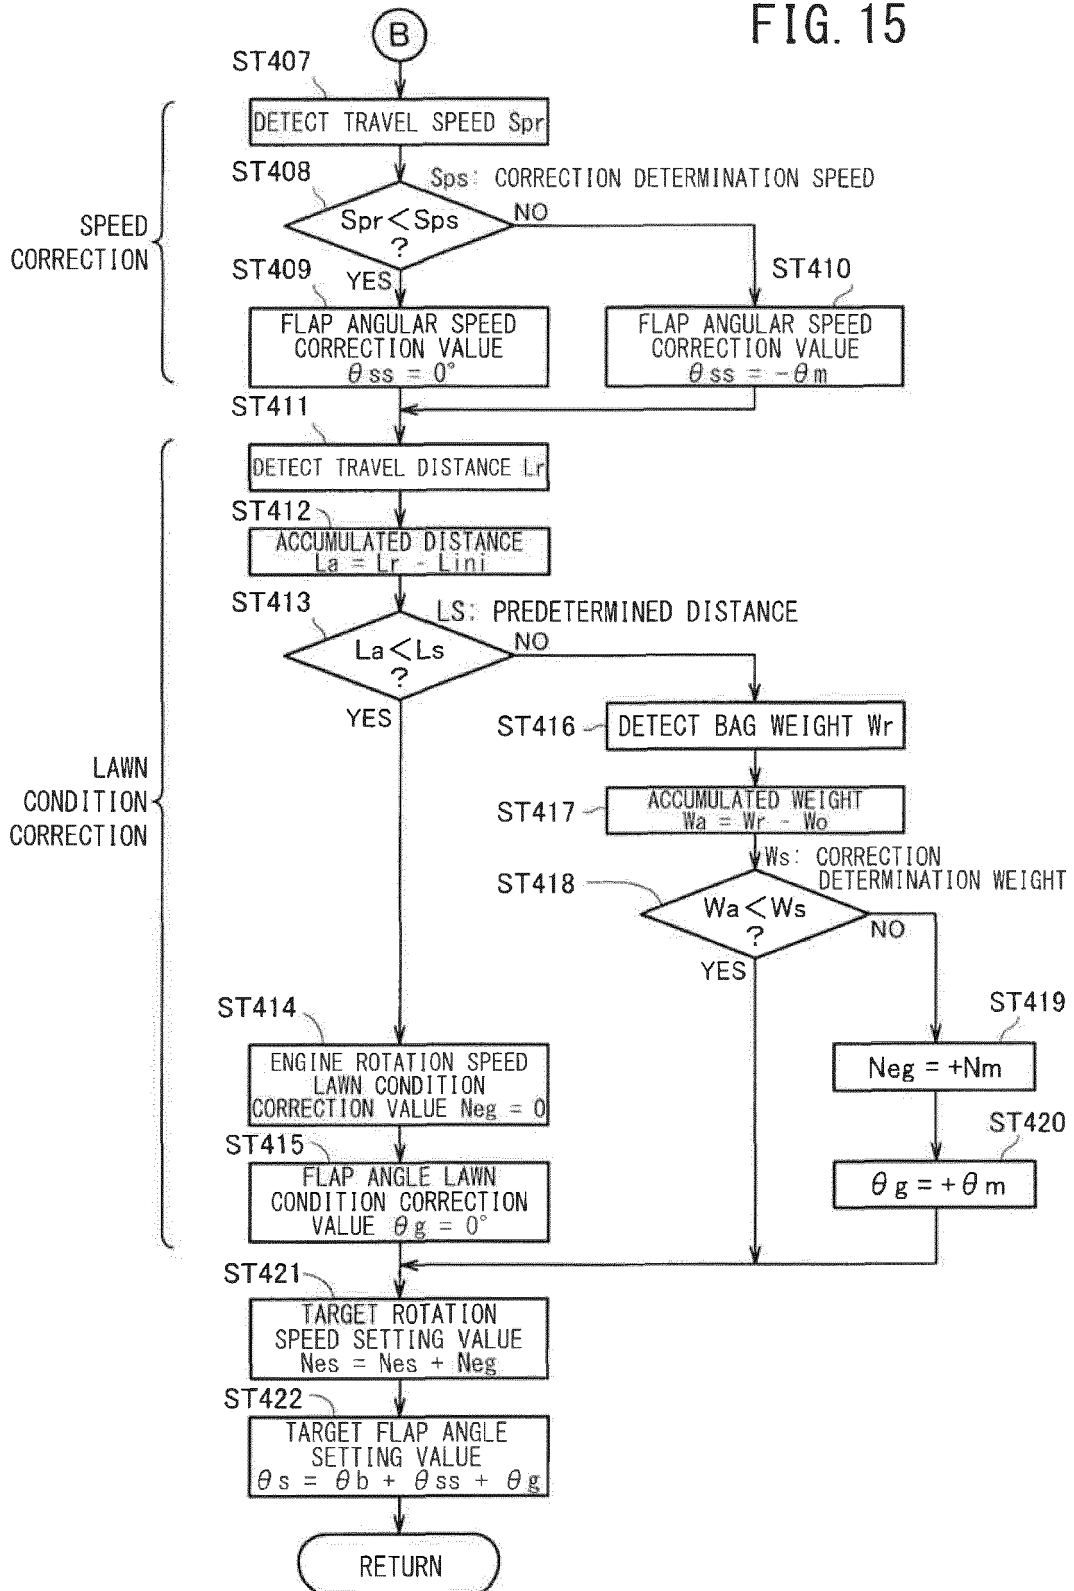 FIG. 15
B
ST407
DETECT TRAVEL SPEED Spr
ST408
Sps: CORRECTION DETERMINATION SPEED
Spr<Sps
?
NO
YES
SPEED
CORRECTION
ST409
FLAP ANGULAR SPEED
CORRECTION VALUE
θss = 0°
ST410
FLAP ANGULAR SPEED
CORRECTION VALUE
θss = -θm
ST411
DETECT TRAVEL DISTANCE Lr
ST412
ACCUMULATED DISTANCE
La = Lr - Lini
ST413
LS: PREDETERMINED DISTANCE
La<Ls
?
NO
YES
ST416
DETECT BAG WEIGHT Wr
LAWN
CONDITION
CORRECTION
ST417
ACCUMULATED WEIGHT
Wa = Wr - Wo
ST418
Ws: CORRECTION
DETERMINATION WEIGHT
Wa<Ws
?
NO
YES
ST414
ENGINE ROTATION SPEED
LAWN CONDITION
CORRECTION VALUE Neg = 0
ST419
Neg = +Nm
ST415
FLAP ANGLE LAWN
CONDITION CORRECTION
VALUE θg = 0°
ST420
θg = +θm
ST421
TARGET ROTATION
SPEED SETTING VALUE
Nes = Nes + Neg
ST422
TARGET FLAP ANGLE
SETTING VALUE
θs = θb + θss + θg
RETURN